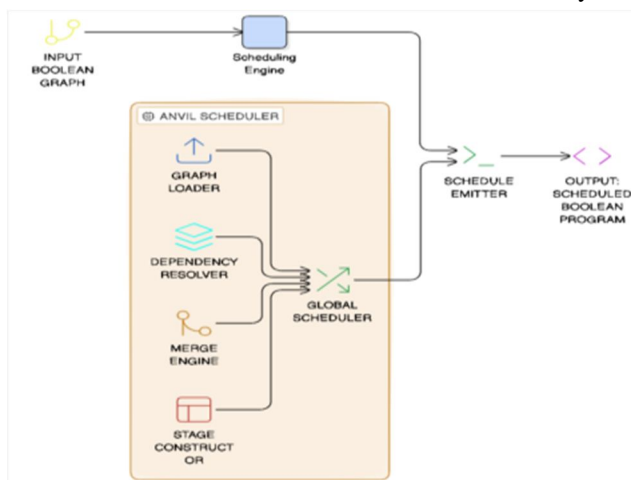 INPUT
BOOLEAN
GRAPH
Scheduling
Engine
ANVIL SCHEDULER
GRAPH
LOADER
DEPENDENCY
RESOLVER
MERGE
ENGINE
STAGE
CONSTRUCT
OR
GLOBAL
SCHEDULER
SCHEDULE
EMITTER
OUTPUT:
SCHEDULED
BOOLEAN
PROGRAM